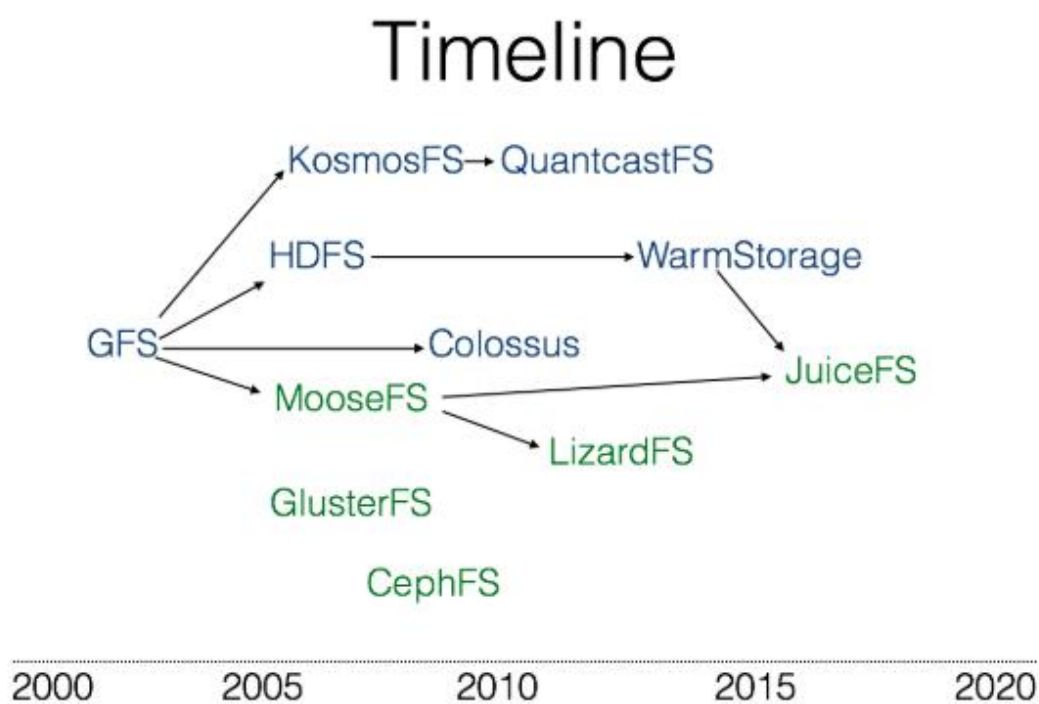 Timeline
KosmosFS QuantcastFS
HDFS WarmStorage
GFS Colossus
JuiceFS
MooseFS
LizardFS
GlusterFS
CephFS
2000 2005 2010 2015 2020